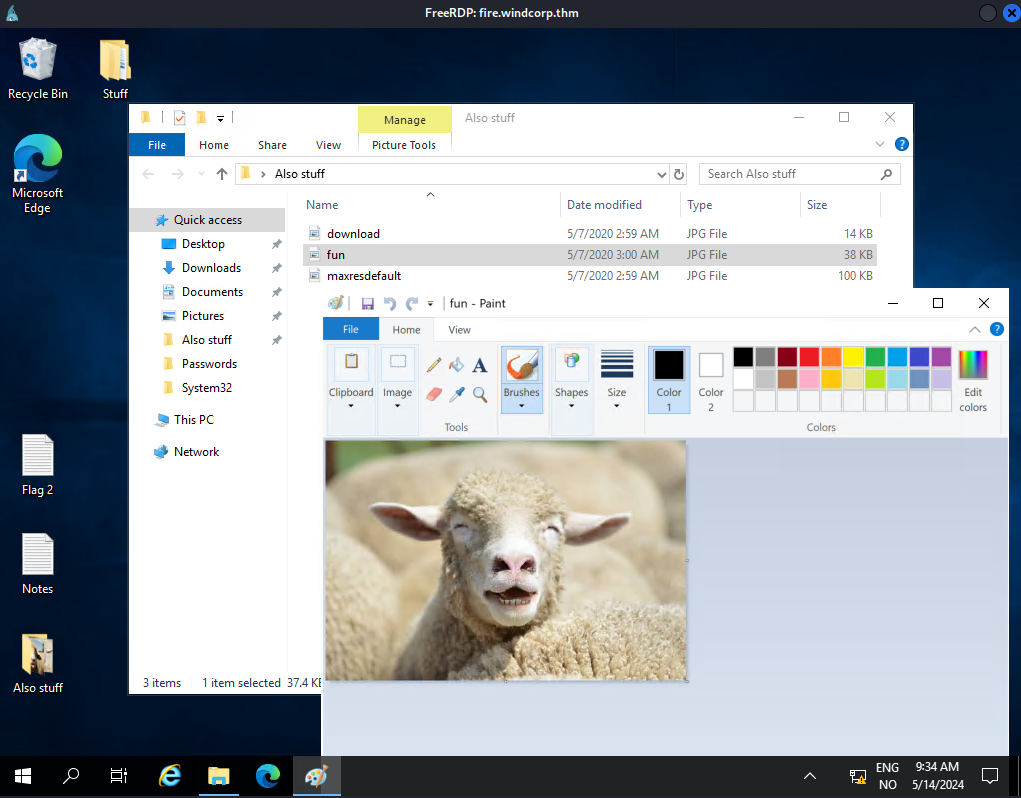 FreeRDP: fire.windcorp.thm
Recycle Bin
Stuff
Microsoft
Edge
Flag 2
Notes
Also stuff
Manage
Also stuff
File
Home
Share
View
Picture Tools
Also stuff
Search Also stuff
Quick access
Desktop
Downloads
Documents
Pictures
Also stuff
Passwords
System32
This PC
Network
Name Date modified Type Size
download 5/7/2020 2:59 AM JPG File 14 KB
fun 5/7/2020 3:00 AM JPG File 38 KB
maxresdefault 5/7/2020 2:59 AM JPG File 100 KB
3 items 1 item selected 37.4 KB
fun - Paint
File
Home
View
Clipboard
Image
Tools
Brushes
Shapes
Size
Color
1
Color
2
Edit
colors
Colors
ENG
NO
9:34 AM
5/14/2024